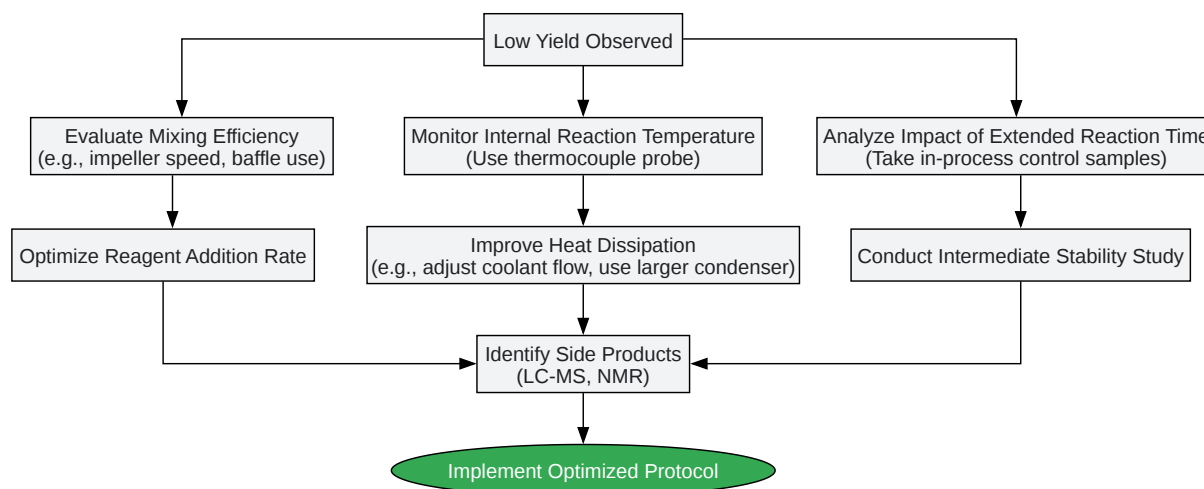 Low Yield Observed
Evaluate Mixing Efficiency
(e.g., impeller speed, baffle use)
Monitor Internal Reaction Temperature
(Use thermocouple probe)
Analyze Impact of Extended Reaction Time
(Take in-process control samples)
Optimize Reagent Addition Rate
Improve Heat Dissipation
(e.g., adjust coolant flow, use larger condenser)
Conduct Intermediate Stability Study
Identify Side Products
(LC-MS, NMR)
Implement Optimized Protocol